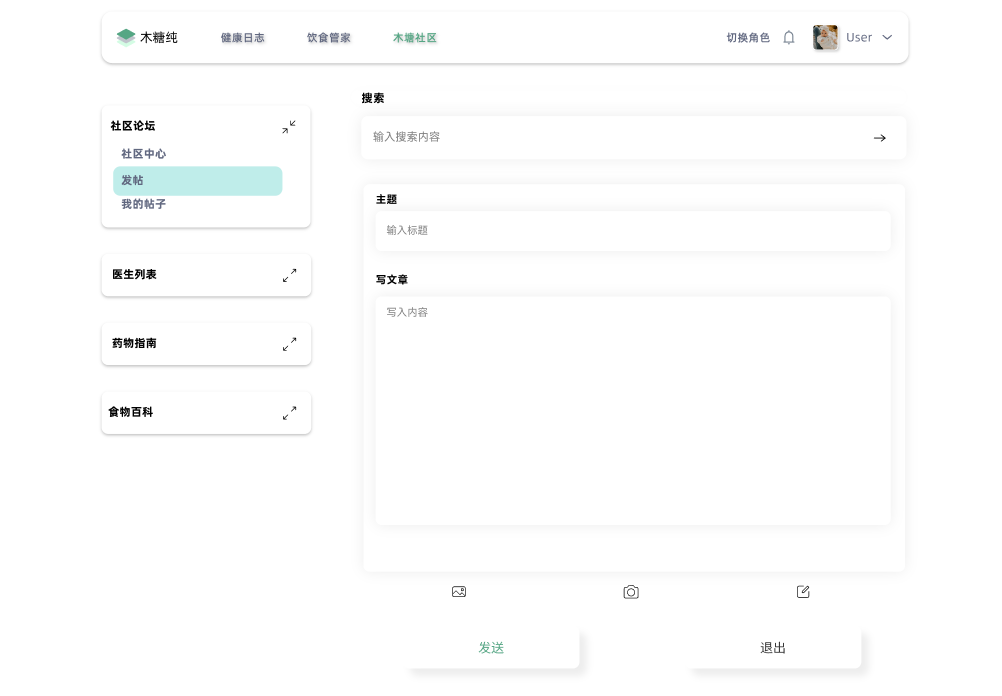 木糖纯
健康日志
饮食管家
木塘社区
切换角色
User
社区论坛
社区中心
发帖
我的帖子
医生列表
药物指南
食物百科
搜索
输入搜索内容
主题
输入标题
写文章
写入内容
发送
退出